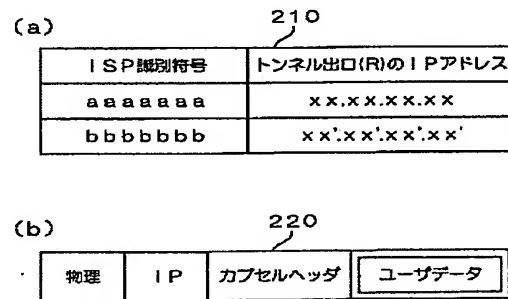 (a)
210
ISP識別符号 トンネル出口(R)のIPアドレス
aaaaaaa xx.xx.xx.xx
bbbbbbb xx'.xx'.xx'.xx'
(b)
220
物理 IP カプセルヘッダ ユーザデータ